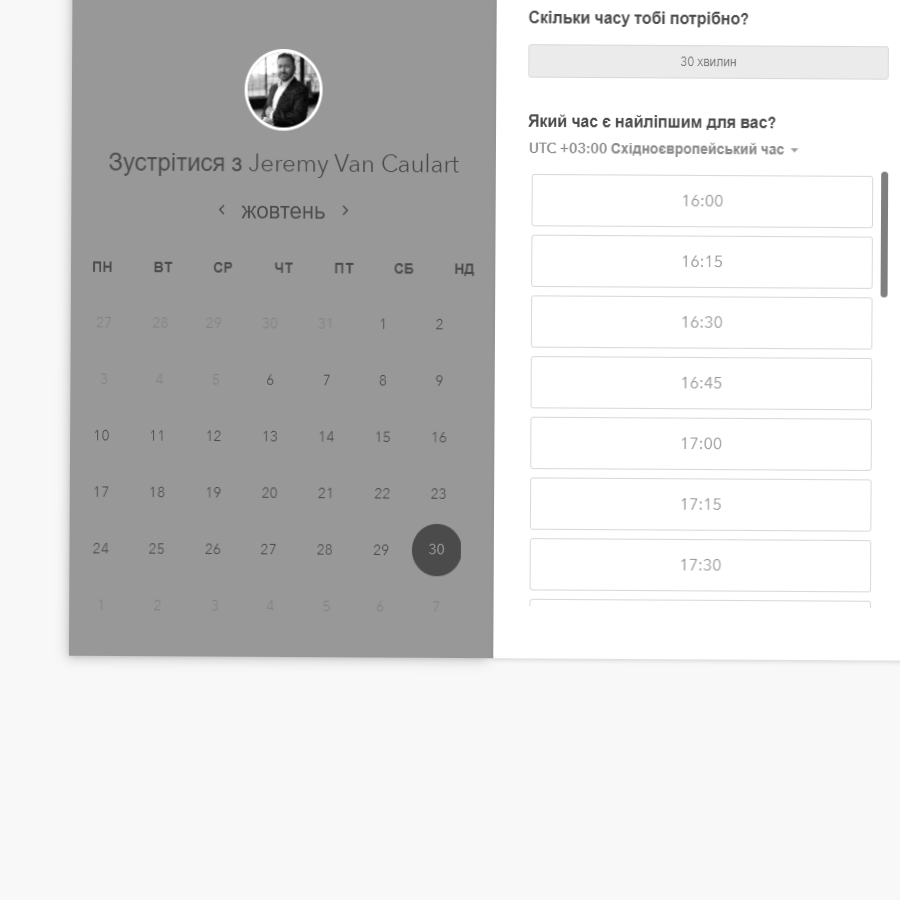 Зустрітися з Jeremy Van Caulart
жовтень
ПН ВТ СР ЧТ ПТ СБ НД
27 28 29 30 31 1 2
3 4 5 6 7 8 9
10 11 12 13 14 15 16
17 18 19 20 21 22 23
24 25 26 27 28 29 30
1 2 3 4 5 6 7
Скільки часу тобі потрібно?
30 хвилин
Який час є найліпшим для вас?
UTC +03:00 Східноєвропейський час
16:00
16:15
16:30
16:45
17:00
17:15
17:30